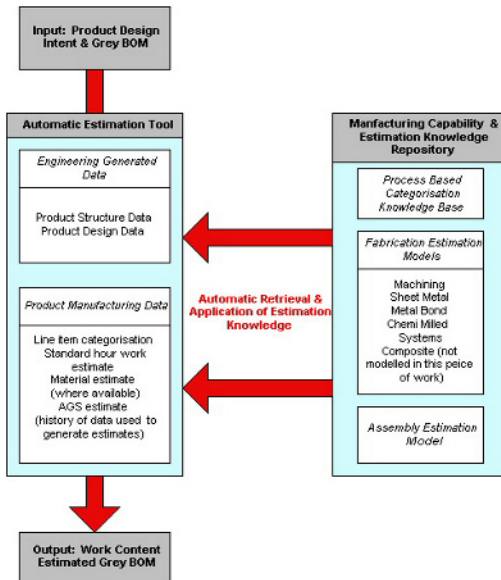 Input: Product Design
Intent & Grey BOM
Automatic Estimation Tool
Engineering Generated
Data
Product Structure Data
Product Design Data
Product Manufacturing Data
Line item categorisation
Standard hour work
estimate
Material estimate
(where available)
AGS estimate
(history of data used to
generate estimates)
Automatic Retrieval &
Application of Estimation
Knowledge
Manfacturing Capability &
Estimation Knowledge
Repository
Process Based
Categorisation
Knowledge Base
Fabrication Estimation
Models
Machining
Sheet Metal
Metal Bond
Chemi Milled
Systems
Composite (not
modelled in this peice
of work)
Assembly Estimation
Model
Output: Work Content
Estimated Grey BOM